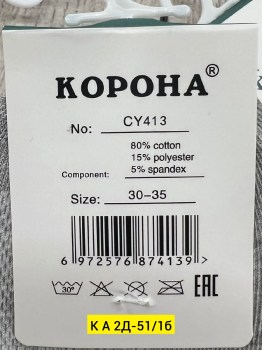 КОРОНА®
No: CY413
80% cotton
15% polyester
Component: 5% spandex
Size: 30-35
6 972576 874139 >
30° EAC
К А 2Д-51/1б